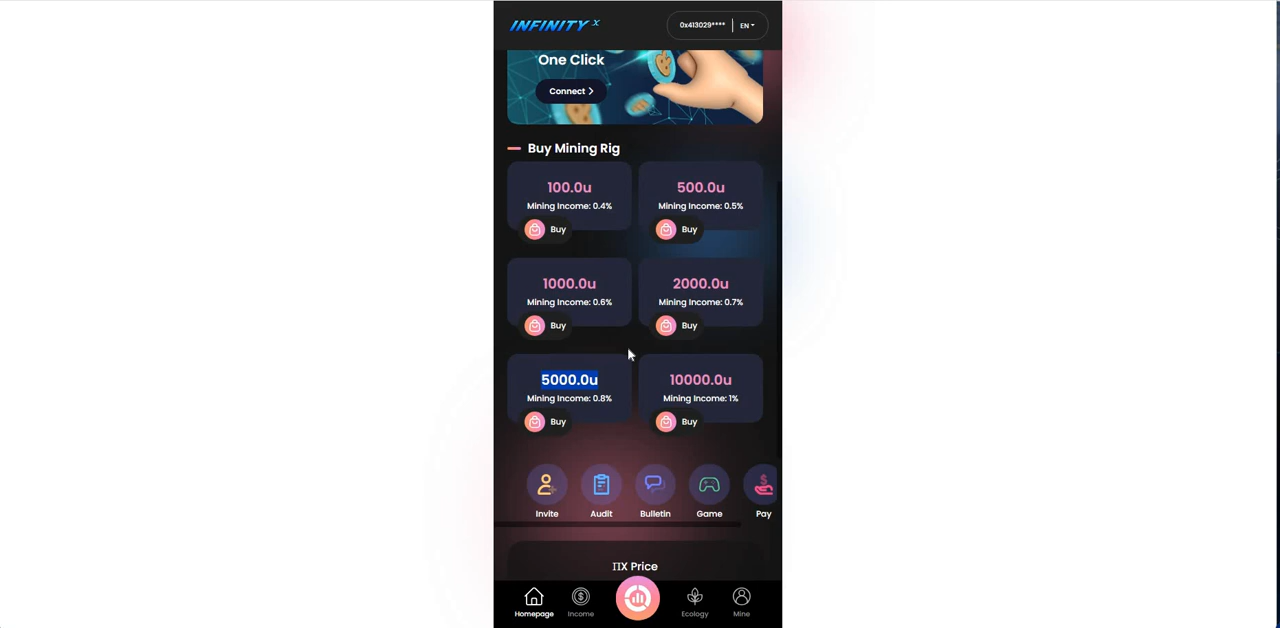 INFINITY X
0x413029****
EN
One Click
Connect
Buy Mining Rig
100.0u
500.0u
Mining Income: 0.4%
Mining Income: 0.5%
Buy
Buy
1000.0u
2000.0u
Mining Income: 0.6%
Mining Income: 0.7%
Buy
Buy
5000.0u
10000.0u
Mining Income: 0.8%
Mining Income: 1%
Buy
Buy
Invite
Audit
Bulletin
Game
Pay
ΠX Price
Homepage
Income
Ecology
Mine